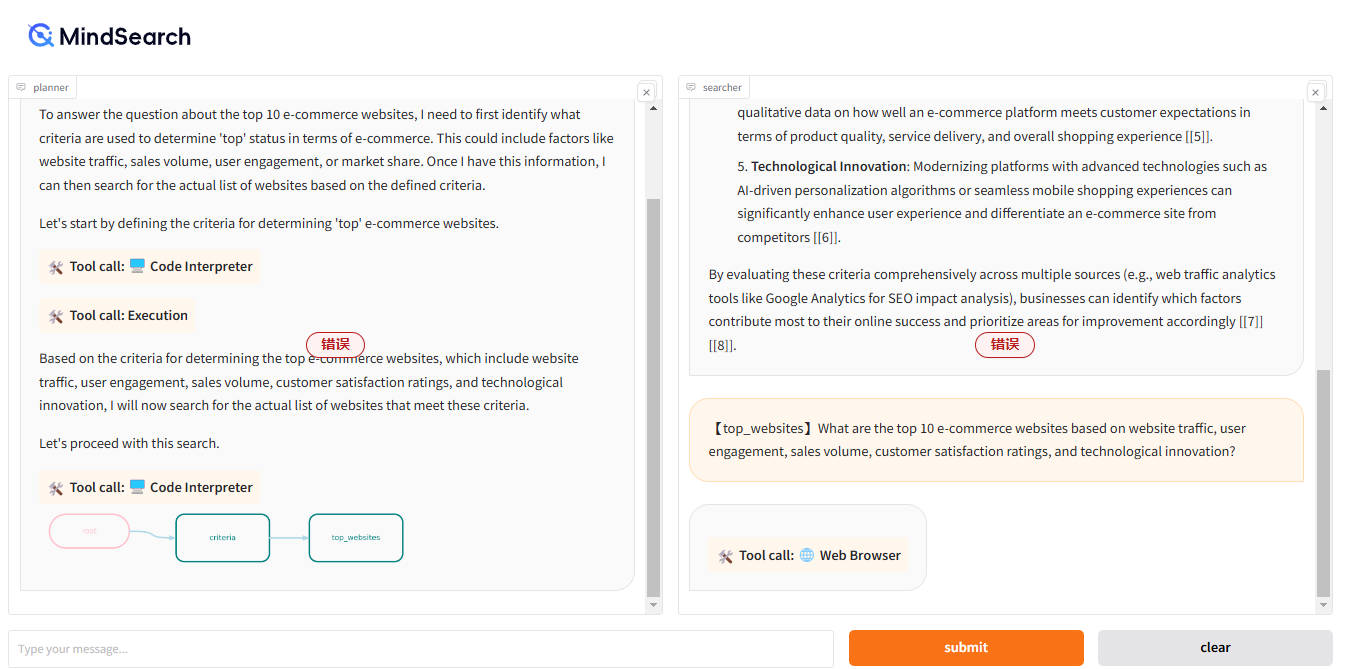 MindSearch
planner
To answer the question about the top 10 e-commerce websites, I need to first identify what
criteria are used to determine 'top' status in terms of e-commerce. This could include factors like
website traffic, sales volume, user engagement, or market share. Once I have this information, I
can then search for the actual list of websites based on the defined criteria.
Let's start by defining the criteria for determining 'top' e-commerce websites.
Tool call: Code Interpreter
Tool call: Execution
错误
Based on the criteria for determining the top e-commerce websites, which include website
traffic, user engagement, sales volume, customer satisfaction ratings, and technological
innovation, I will now search for the actual list of websites that meet these criteria.
Let's proceed with this search.
Tool call: Code Interpreter
root
criteria
top_websites
searcher
qualitative data on how well an e-commerce platform meets customer expectations in
terms of product quality, service delivery, and overall shopping experience [[5]].
5. Technological Innovation: Modernizing platforms with advanced technologies such as
AI-driven personalization algorithms or seamless mobile shopping experiences can
significantly enhance user experience and differentiate an e-commerce site from
competitors [[6]].
By evaluating these criteria comprehensively across multiple sources (e.g., web traffic analytics
tools like Google Analytics for SEO impact analysis), businesses can identify which factors
contribute most to their online success and prioritize areas for improvement accordingly [[7]]
[[8]].
错误
【top_websites】What are the top 10 e-commerce websites based on website traffic, user
engagement, sales volume, customer satisfaction ratings, and technological innovation?
Tool call: Web Browser
Type your message...
submit
clear